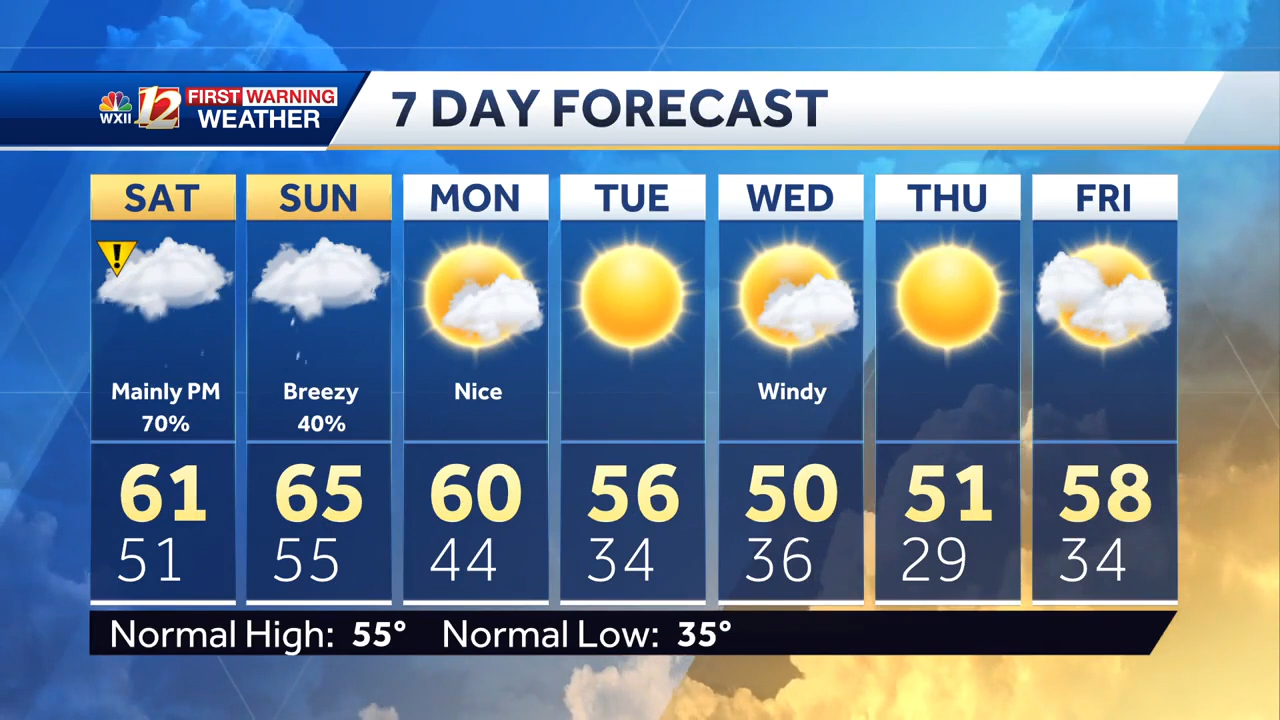 WXII 12 FIRST WARNING WEATHER
7 DAY FORECAST
SAT SUN MON TUE WED THU FRI
!
Mainly PM Breezy Nice Windy
70% 40%
61 65 60 56 50 51 58
51 55 44 34 36 29 34
Normal High: 55° Normal Low: 35°